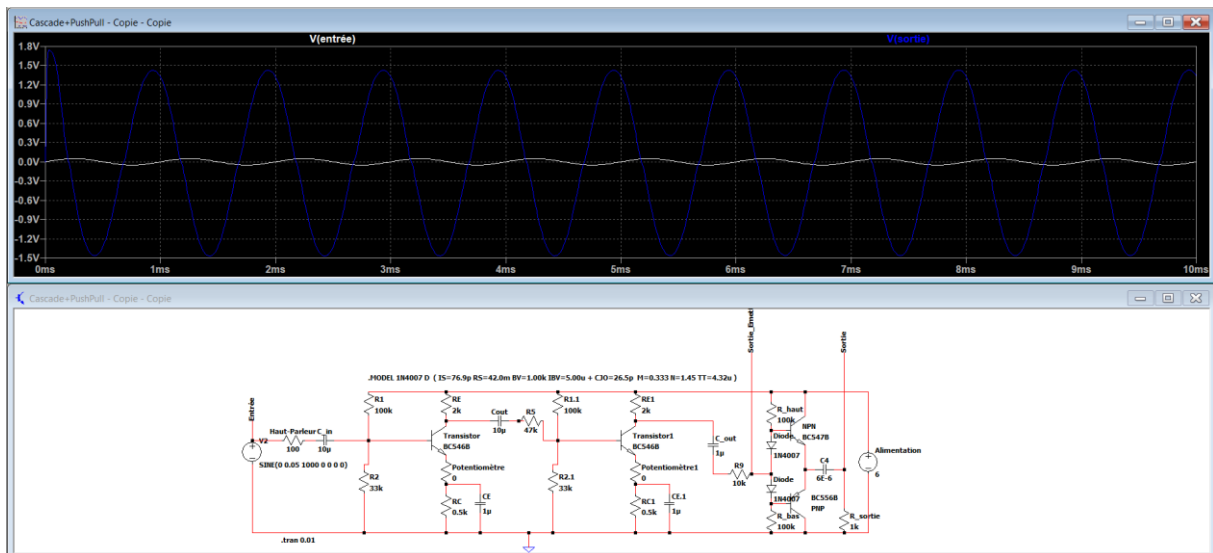 Cascade+PushPull - Copie - Copie
V(entrée) V(sortie)
1.8V
1.5V
1.2V
0.9V
0.6V
0.3V
0.0V
-0.3V
-0.6V
-0.9V
-1.2V
-1.5V
0ms 1ms 2ms 3ms 4ms 5ms 6ms 7ms 8ms 9ms 10ms
Cascade+PushPull - Copie - Copie
.MODEL 1N4007 D ( IS=76.9p RS=42.0m BV=1.00k IBV=5.00u + CJO=26.5p M=0.333 N=1.45 TT=4.32u )
Entrée
V2
SINE(0 0.05 1000 0 0 0 0)
Haut-Parleur
100
C_in
10µ
R1
100k
R2
33k
RE
2k
Transistor
BC546B
Potentiomètre
0
RC
0.5k
CE
1µ
Cout
10µ
R5
47k
R1.1
100k
R2.1
33k
RE1
2k
Transistor1
BC546B
Potentiomètre1
0
RC1
0.5k
CE.1
1µ
C_out
1µ
R9
10k
Sortie
R_haut
100k
Diode
1N4007
Diode
1N4007
R_bas
100k
NPN
BC547B
C4
6E-6
BC556B
PNP
R_sortie
1k
Alimentation
6
.tran 0.01